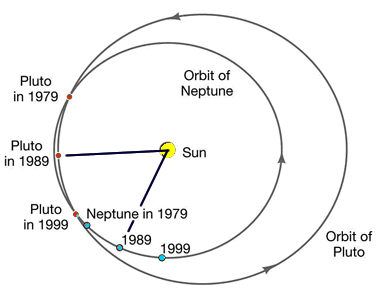 Orbit of
Neptune
Pluto
in 1979
Pluto
in 1989
Sun
Pluto
in 1999
Neptune in 1979
1989
1999
Orbit of
Pluto